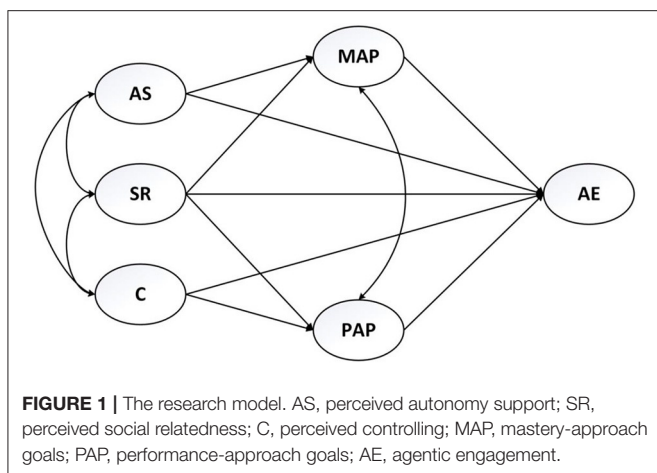 MAP
AS
SR
AE
C
PAP
FIGURE 1 | The research model. AS, perceived autonomy support; SR,
perceived social relatedness; C, perceived controlling; MAP, mastery-approach
goals; PAP, performance-approach goals; AE, agentic engagement.